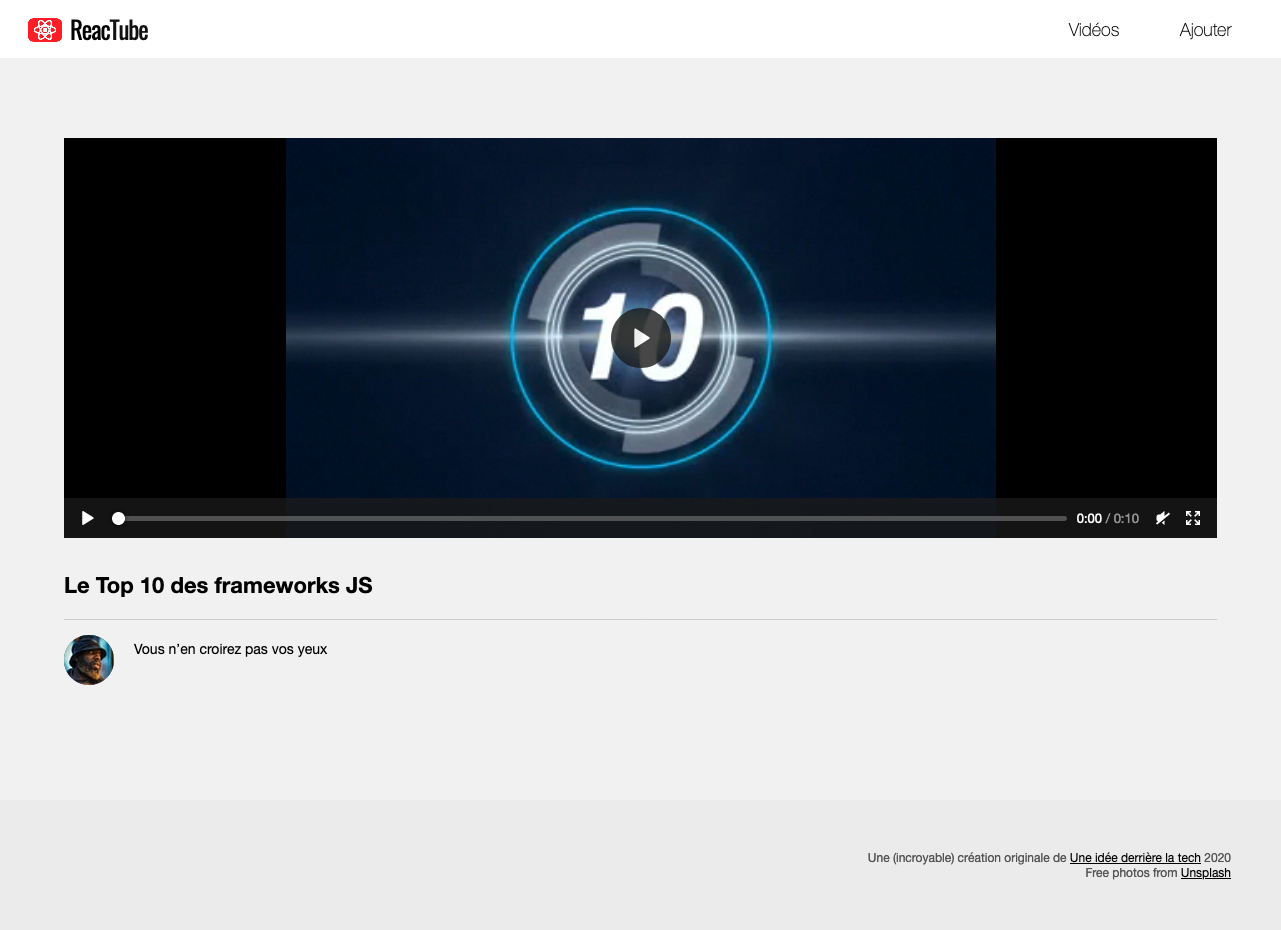 ReacTube
Vidéos
Ajouter
10
0:00 / 0:10
Le Top 10 des frameworks JS
Vous n’en croirez pas vos yeux
Une (incroyable) création originale de Une idée derrière la tech 2020
Free photos from Unsplash